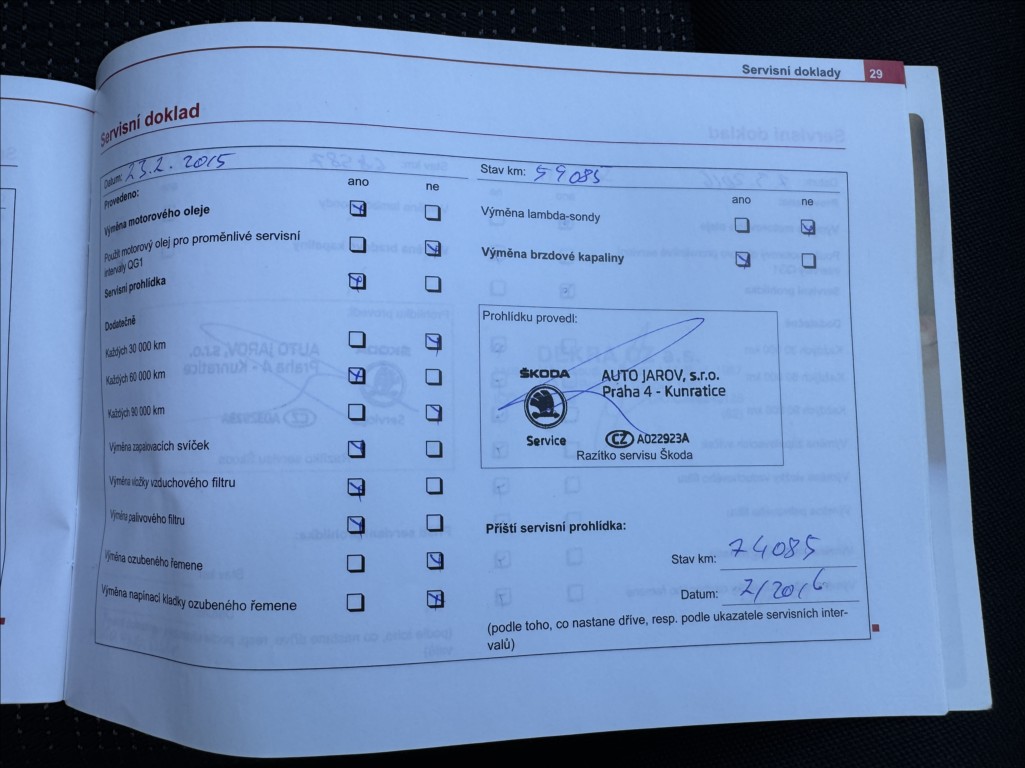 Servisní doklady 29
Servisní doklad
Datum: 23.2. 2015
Provedeno:
ano ne
Výměna motorového oleje
Použit motorový olej pro proměnlivé servisní
intervaly QG1
Servisní prohlídka
Dodatečně
Každých 30 000 km
Každých 60 000 km
Každých 90 000 km
Výměna zapalovacích svíček
Výměna vložky vzduchového filtru
Výměna palivového filtru
Výměna ozubeného řemene
Výměna napínací kladky ozubeného řemene
Stav km: 59085
ano ne
Výměna lambda-sondy
Výměna brzdové kapaliny
Prohlídku provedl:
ŠKODA
Service
AUTO JAROV, s.r.o.
Praha 4 - Kunratice
CZ A022923A
Razítko servisu Škoda
Příští servisní prohlídka:
Stav km: 74085
Datum: 2/2016
(podle toho, co nastane dříve, resp. podle ukazatele servisních inter-
valů)